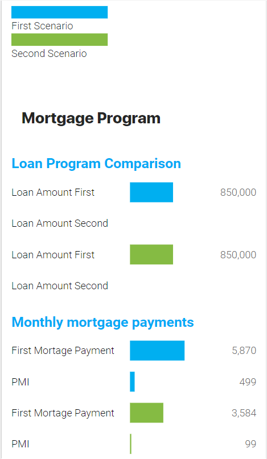 First Scenario
Second Scenario
Mortgage Program
Loan Program Comparison
Loan Amount First 850,000
Loan Amount Second
Loan Amount First 850,000
Loan Amount Second
Monthly mortgage payments
First Mortage Payment 5,870
PMI 499
First Mortage Payment 3,584
PMI 99